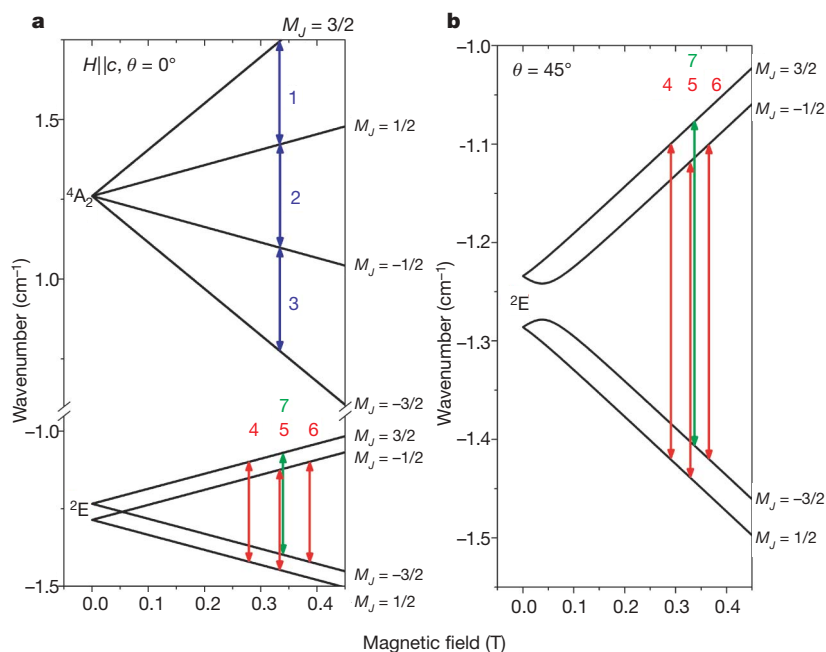 a
H||c, θ = 0°
M_J = 3/2
1.5
1.0
−1.0
−1.5
Wavenumber (cm⁻¹)
⁴A₂
²E
1
2
3
M_J = 1/2
M_J = −1/2
M_J = −3/2
7
4 5 6
M_J = 3/2
M_J = −1/2
M_J = −3/2
M_J = 1/2
0.0 0.1 0.2 0.3 0.4
b
θ = 45°
−1.0
−1.1
−1.2
−1.3
−1.4
−1.5
Wavenumber (cm⁻¹)
²E
7
4 5 6
M_J = 3/2
M_J = −1/2
M_J = −3/2
M_J = 1/2
0.0 0.1 0.2 0.3 0.4
Magnetic field (T)